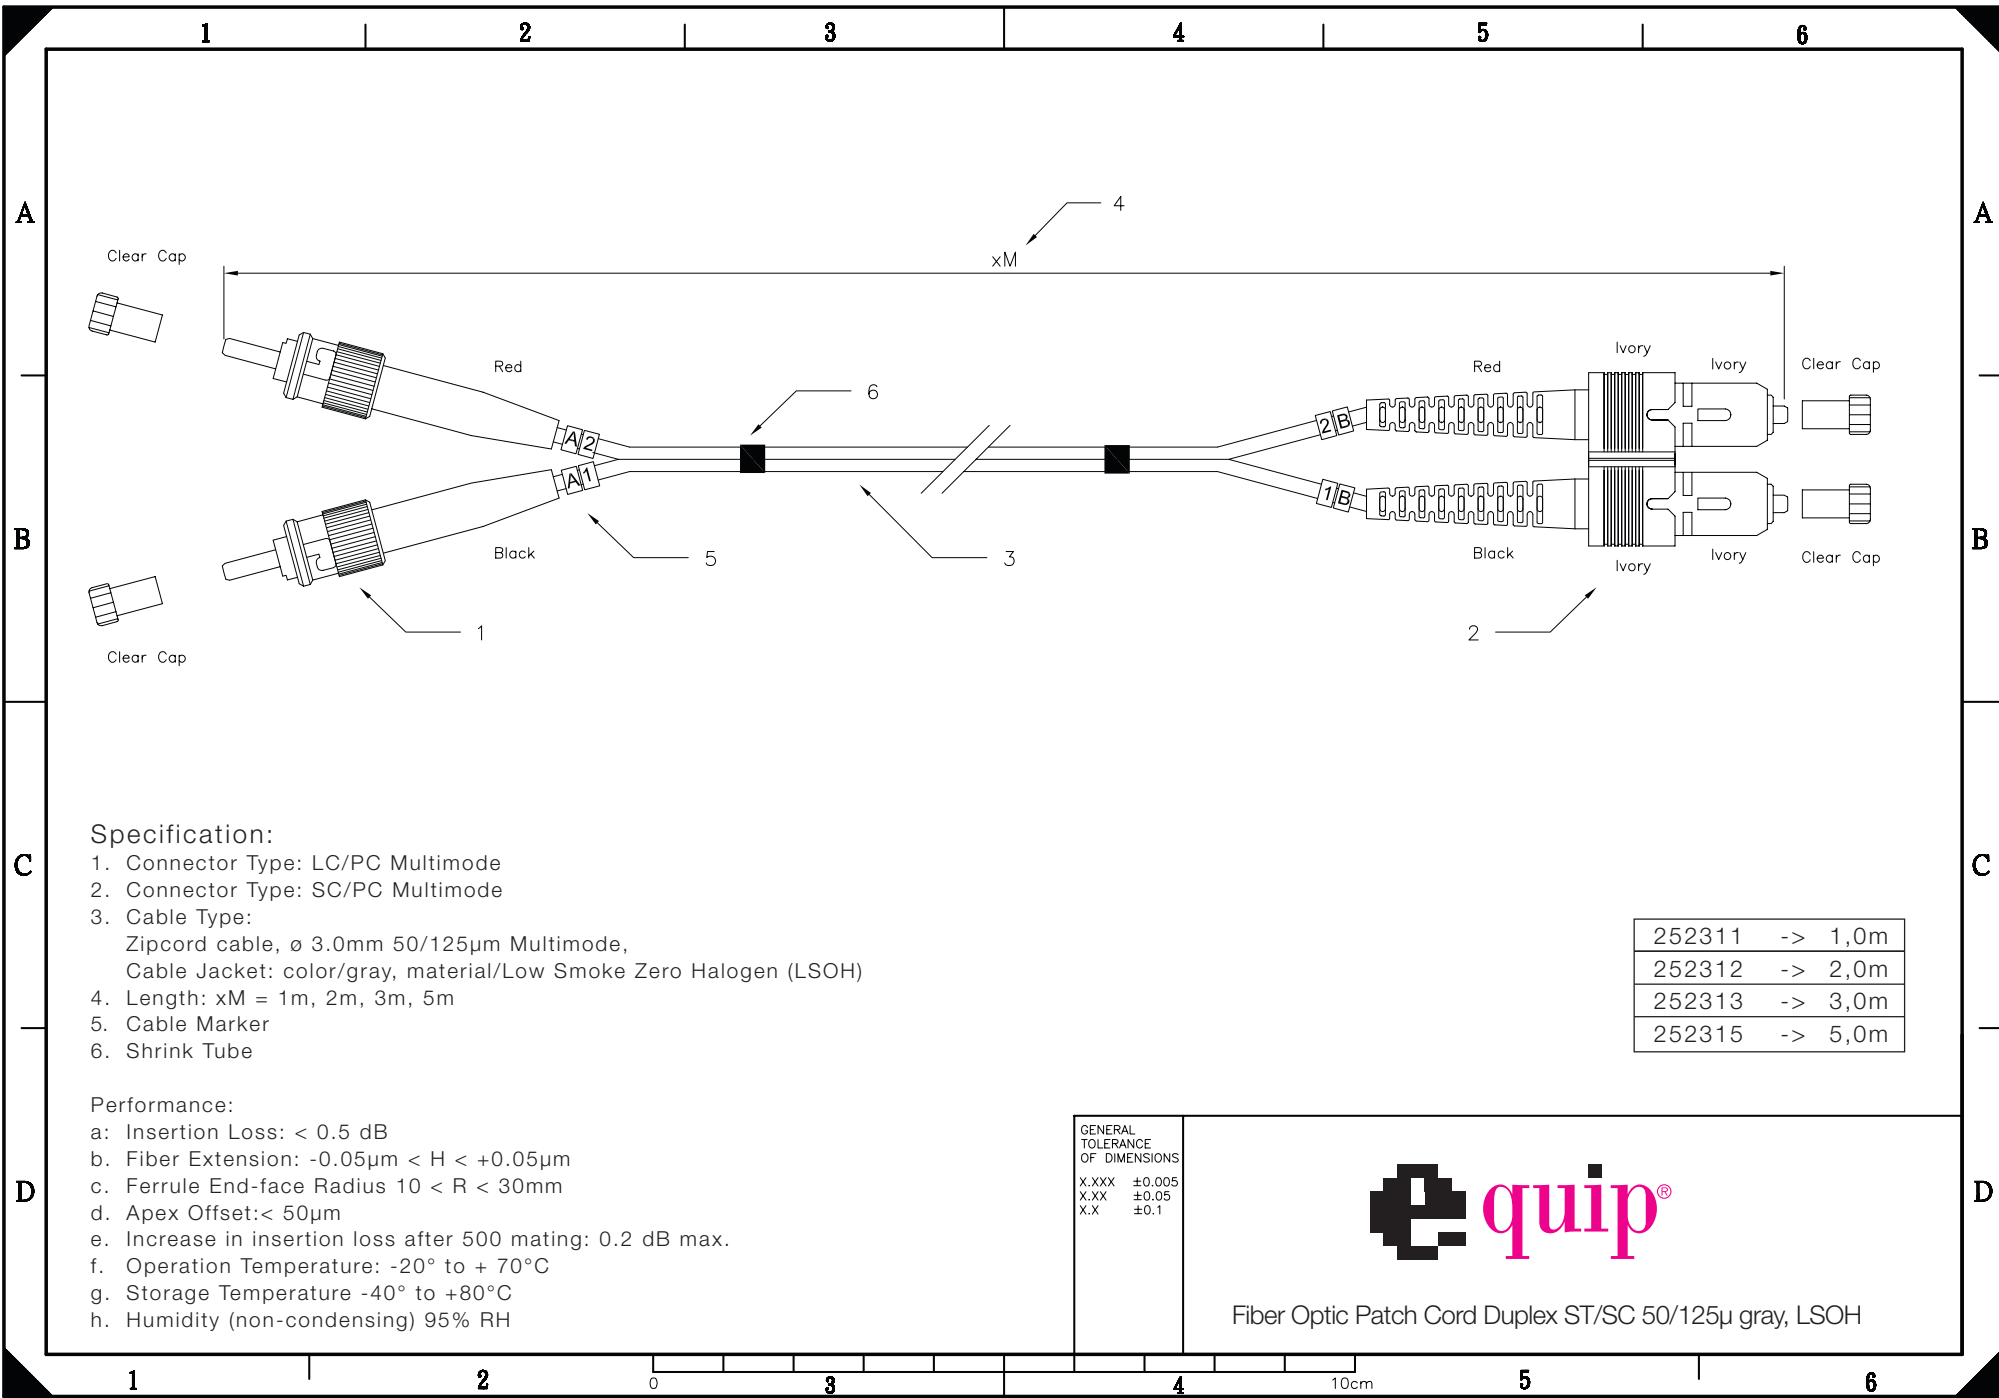 1 2 3 4 5 6
A A
4
Clear Cap
xM
Red
Ivory
Red
Ivory
Clear Cap
6
A 2
2 B
A 1
1 B
B B
Black
5
3
Black
Ivory
Ivory
Clear Cap
1
2
Clear Cap
Specification:
1. Connector Type: LC/PC Multimode
2. Connector Type: SC/PC Multimode
3. Cable Type:
Zipcord cable, ø 3.0mm 50/125µm Multimode,
Cable Jacket: color/gray, material/Low Smoke Zero Halogen (LSOH)
4. Length: xM = 1m, 2m, 3m, 5m
5. Cable Marker
6. Shrink Tube
C C
252311 -> 1,0m
252312 -> 2,0m
252313 -> 3,0m
252315 -> 5,0m
Performance:
a: Insertion Loss: < 0.5 dB
b. Fiber Extension: -0.05µm < H < +0.05µm
c. Ferrule End-face Radius 10 < R < 30mm
d. Apex Offset:< 50µm
e. Increase in insertion loss after 500 mating: 0.2 dB max.
f. Operation Temperature: -20° to + 70°C
g. Storage Temperature -40° to +80°C
h. Humidity (non-condensing) 95% RH
D D
GENERAL
TOLERANCE
OF DIMENSIONS
X.XXX ±0.005
X.XX ±0.05
X.X ±0.1
equip®
Fiber Optic Patch Cord Duplex ST/SC 50/125µ gray, LSOH
1 2 3 4 5 6
0 10cm